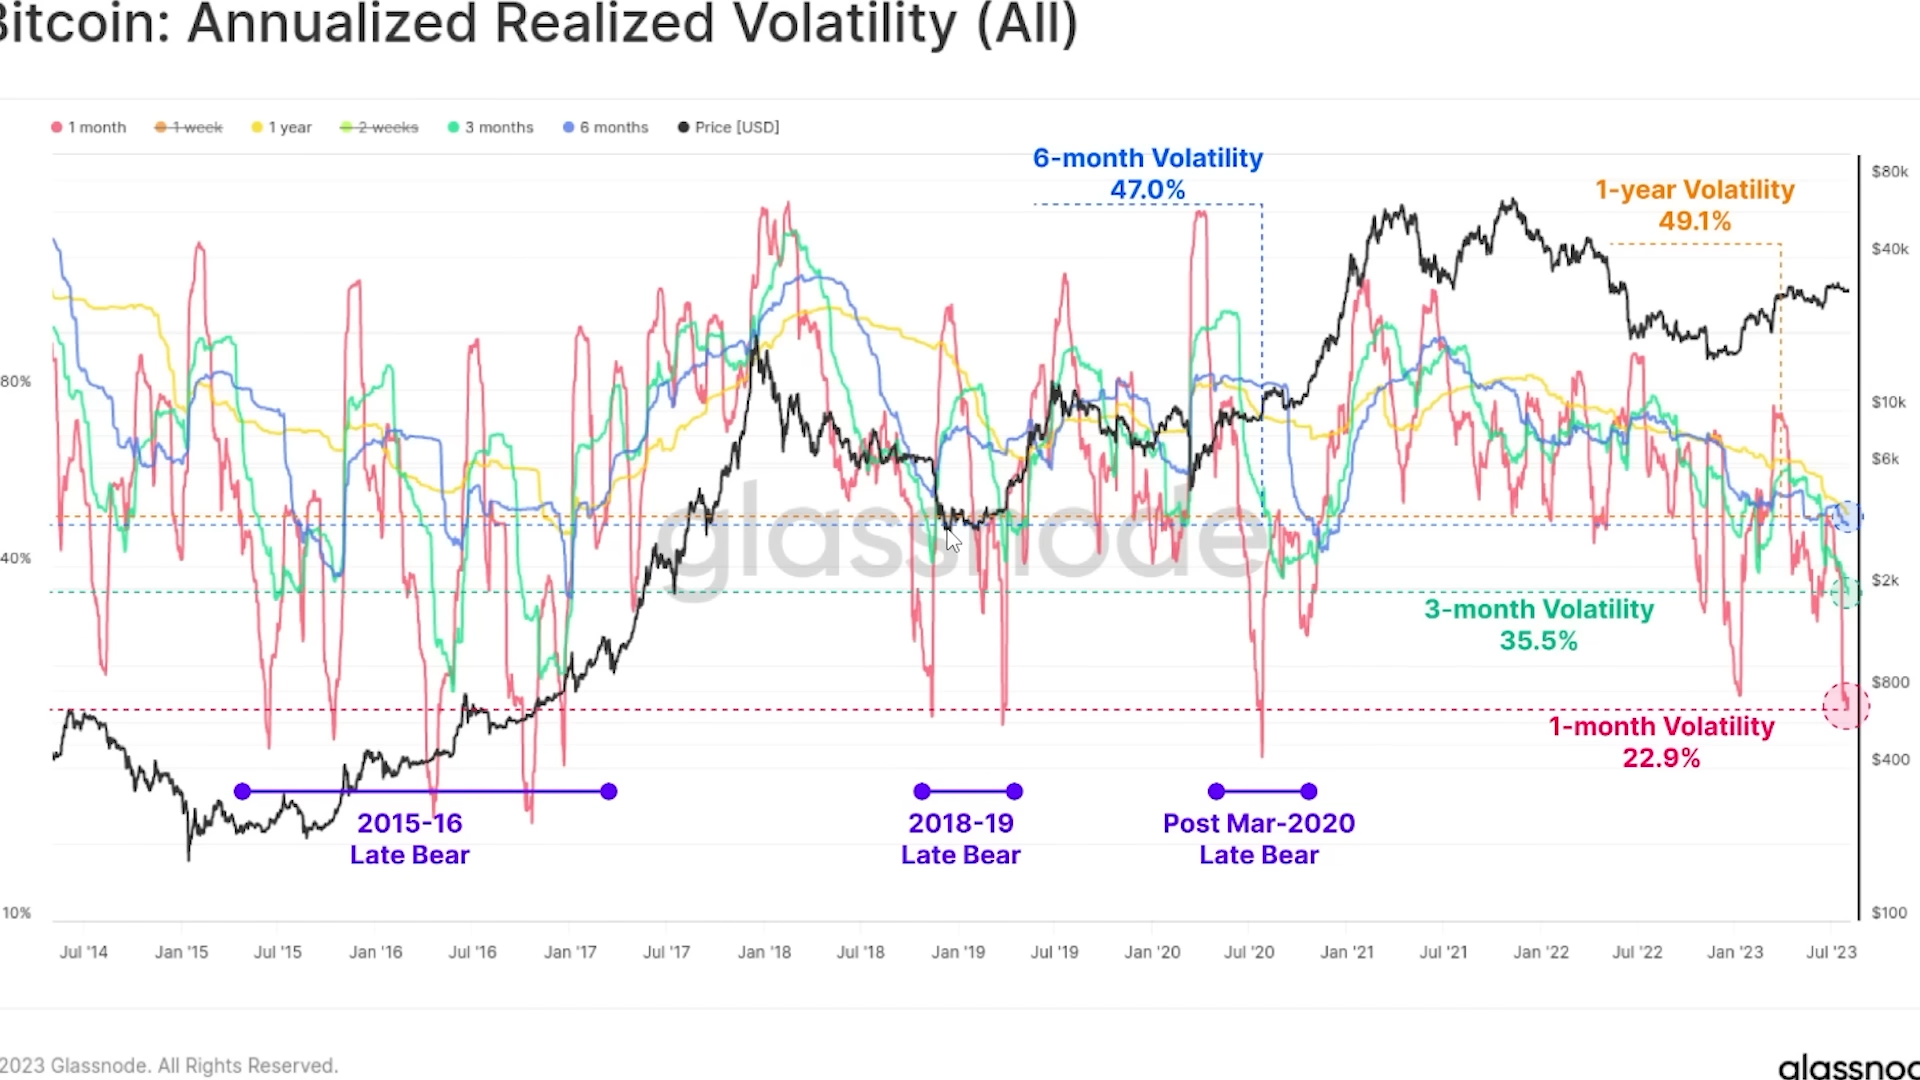 Bitcoin: Annualized Realized Volatility (All)
1 month 1 week 1 year 2 weeks 3 months 6 months Price [USD]
6-month Volatility
47.0%
1-year Volatility
49.1%
$80k
$40k
80%
$10k
$6k
glassnode
40%
$2k
3-month Volatility
35.5%
$800
1-month Volatility
22.9%
$400
2015-16
Late Bear
2018-19
Late Bear
Post Mar-2020
Late Bear
10%
$100
Jul '14 Jan '15 Jul '15 Jan '16 Jul '16 Jan '17 Jul '17 Jan '18 Jul '18 Jan '19 Jul '19 Jan '20 Jul '20 Jan '21 Jul '21 Jan '22 Jul '22 Jan '23 Jul '23
2023 Glassnode. All Rights Reserved.
glassnod